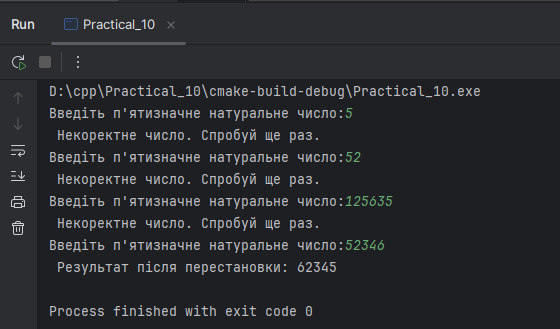 Run
Practical_10
D:\cpp\Practical_10\cmake-build-debug\Practical_10.exe
Введіть п'ятизначне натуральне число:5
Некоректне число. Спробуй ще раз.
Введіть п'ятизначне натуральне число:52
Некоректне число. Спробуй ще раз.
Введіть п'ятизначне натуральне число:125635
Некоректне число. Спробуй ще раз.
Введіть п'ятизначне натуральне число:52346
Результат після перестановки: 62345
Process finished with exit code 0